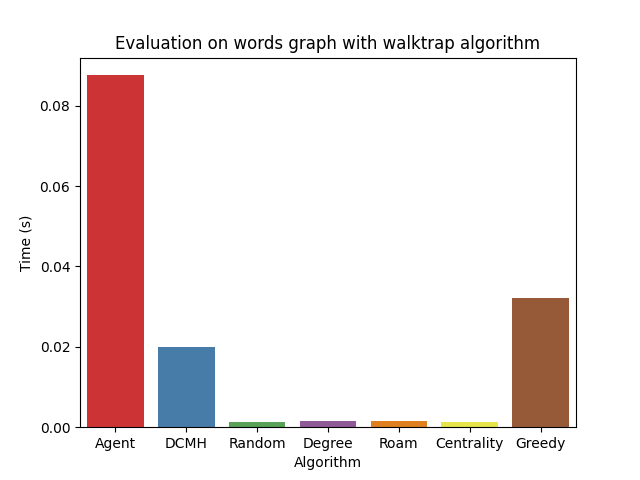 Evaluation on words graph with walktrap algorithm
0.08
0.06
0.04
0.02
0.00
Time (s)
Agent DCMH Random Degree Roam Centrality Greedy
Algorithm